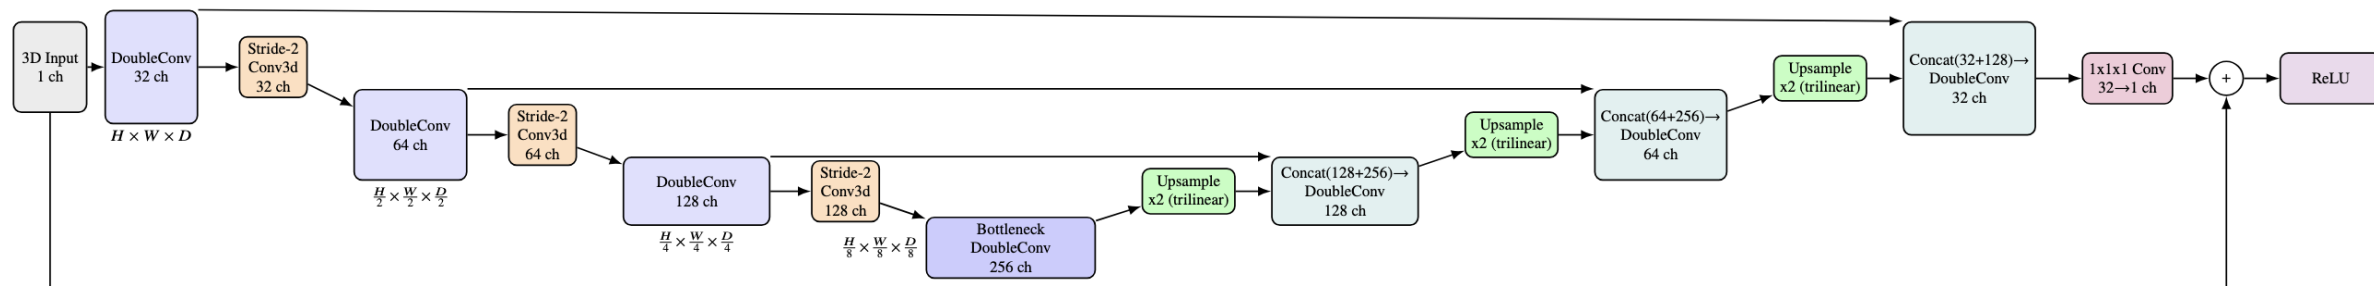 3D Input
1 ch
DoubleConv
32 ch
H × W × D
Stride-2
Conv3d
32 ch
DoubleConv
64 ch
H/2 × W/2 × D/2
Stride-2
Conv3d
64 ch
DoubleConv
128 ch
H/4 × W/4 × D/4
Stride-2
Conv3d
128 ch
H/8 × W/8 × D/8
Bottleneck
DoubleConv
256 ch
Upsample
x2 (trilinear)
Concat(128+256)→
DoubleConv
128 ch
Upsample
x2 (trilinear)
Concat(64+256)→
DoubleConv
64 ch
Upsample
x2 (trilinear)
Concat(32+128)→
DoubleConv
32 ch
1x1x1 Conv
32→1 ch
+
ReLU